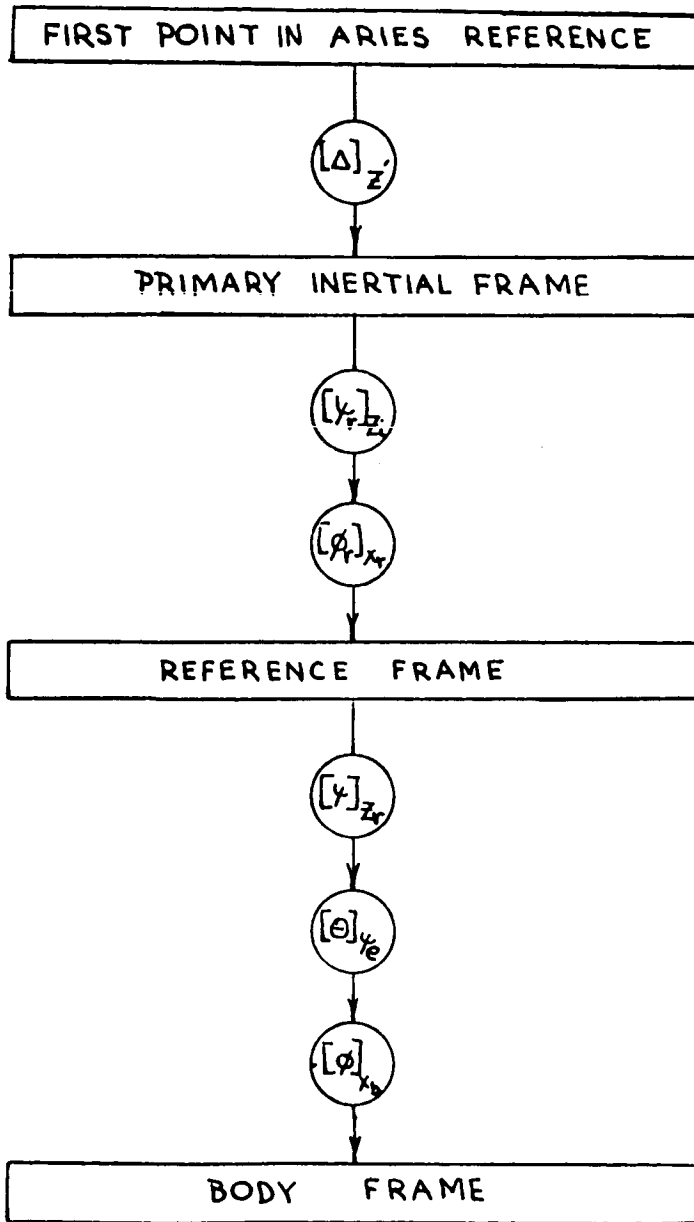 FIRST POINT IN ARIES REFERENCE
[Δ]z'
PRIMARY INERTIAL FRAME
[ψr]zi
[φr]xr
REFERENCE FRAME
[ψ]zr
[Θ]ye
[φ]xb
BODY FRAME